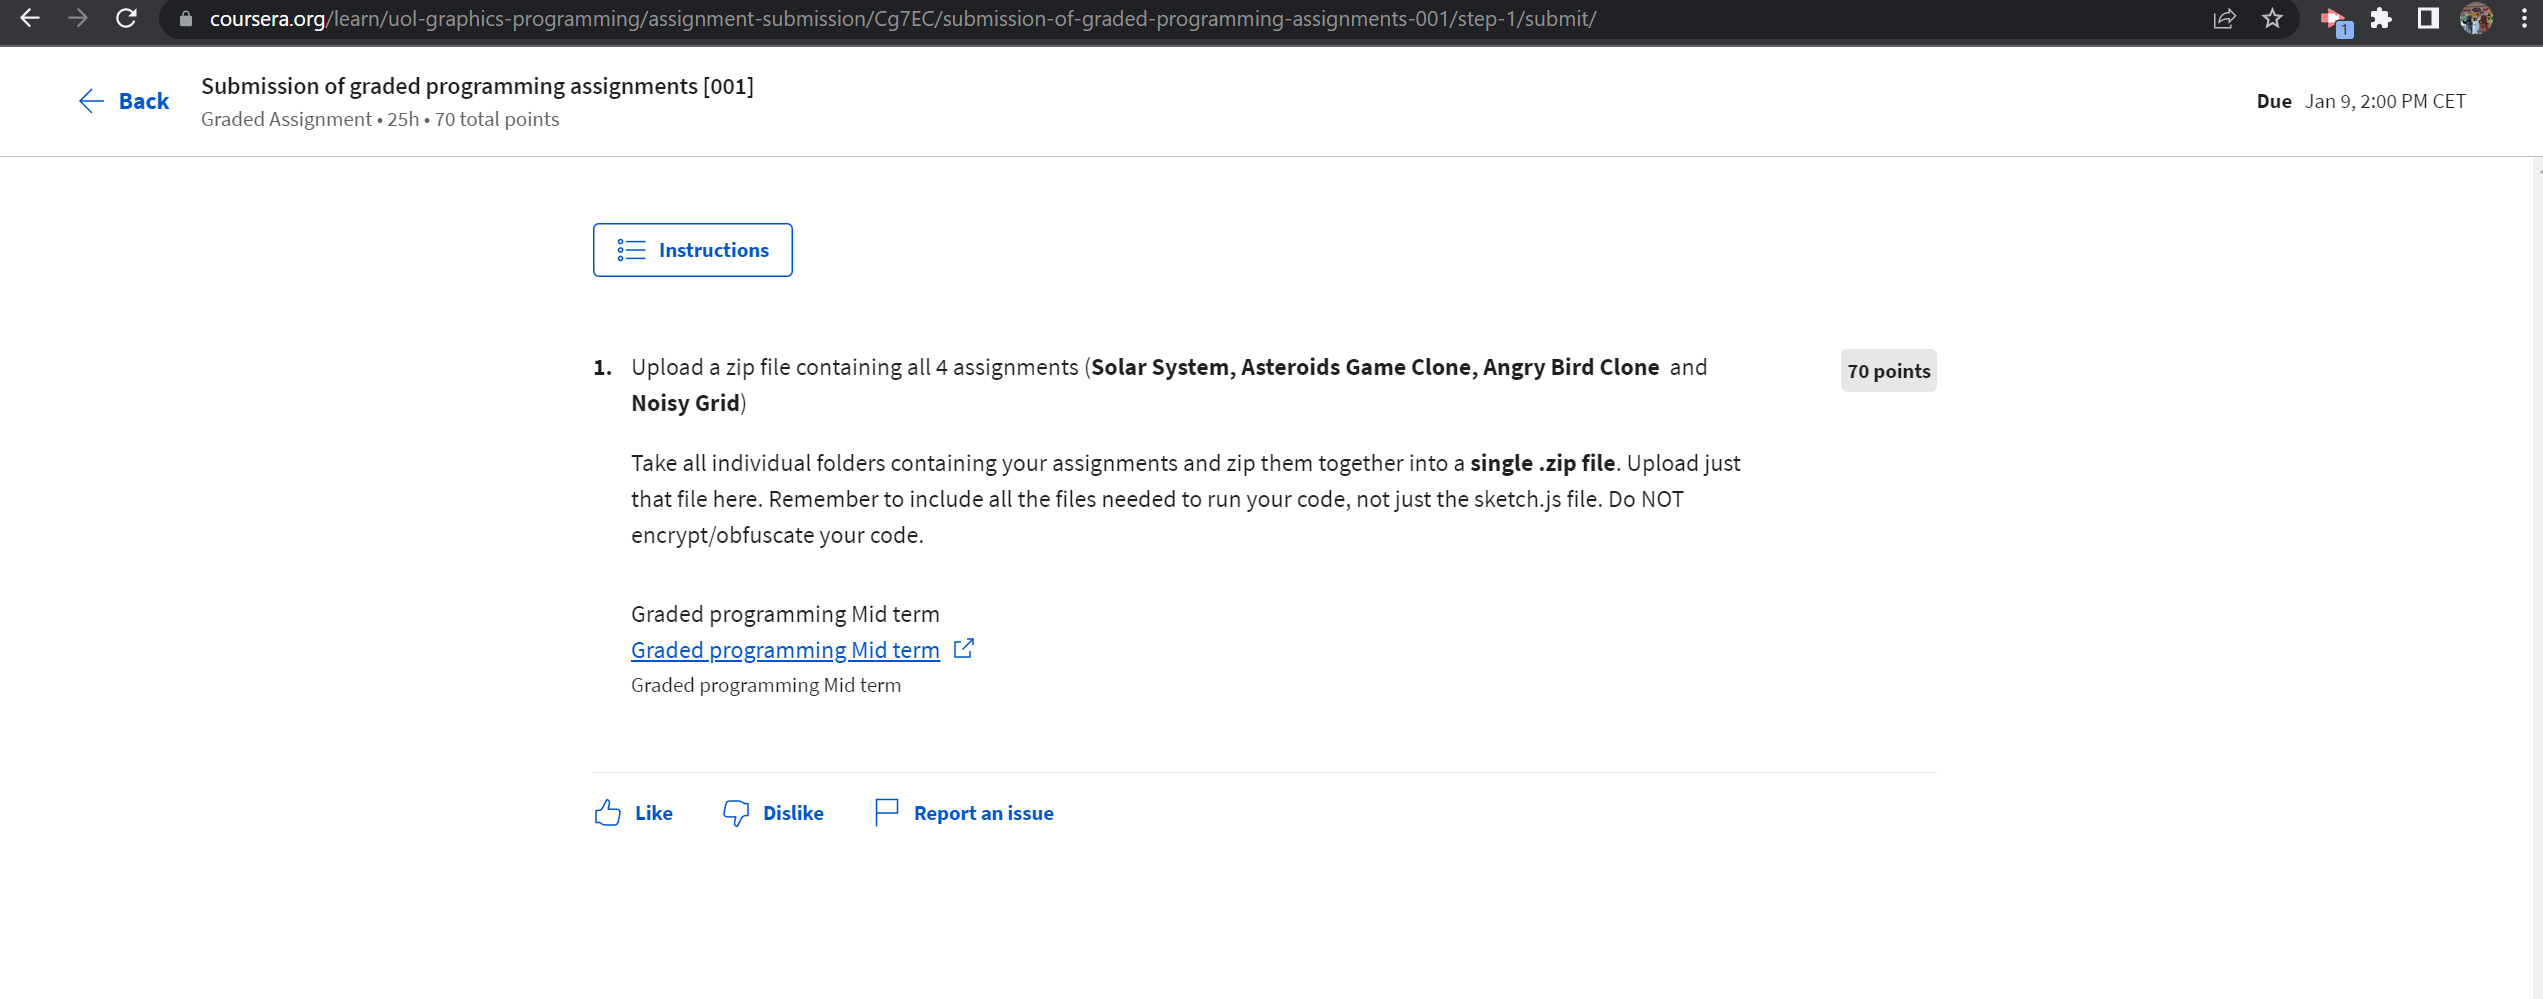 coursera.org/learn/uol-graphics-programming/assignment-submission/Cg7EC/submission-of-graded-programming-assignments-001/step-1/submit/
1
Back
Submission of graded programming assignments [001]
Graded Assignment • 25h • 70 total points
Due Jan 9, 2:00 PM CET
Instructions
1. Upload a zip file containing all 4 assignments (Solar System, Asteroids Game Clone, Angry Bird Clone and
Noisy Grid)
70 points
Take all individual folders containing your assignments and zip them together into a single .zip file. Upload just
that file here. Remember to include all the files needed to run your code, not just the sketch.js file. Do NOT
encrypt/obfuscate your code.
Graded programming Mid term
Graded programming Mid term
Graded programming Mid term
Like
Dislike
Report an issue